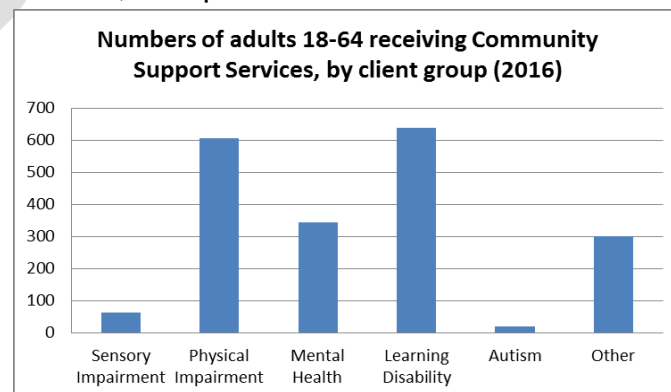 Numbers of adults 18-64 receiving Community
Support Services, by client group (2016)
700
600
500
400
300
200
100
0
Sensory Impairment
Physical Impairment
Mental Health
Learning Disability
Autism
Other